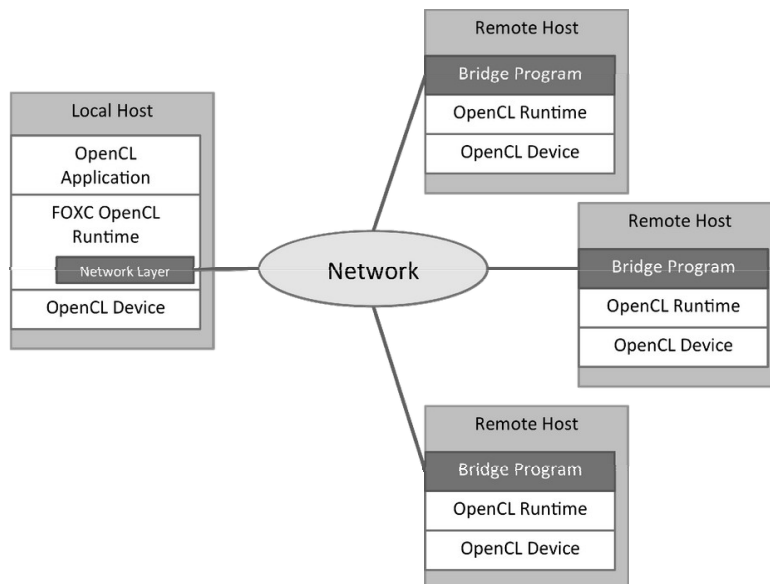 Local Host
OpenCL
Application
FOXC OpenCL
Runtime
Network Layer
OpenCL Device
Network
Remote Host
Bridge Program
OpenCL Runtime
OpenCL Device
Remote Host
Bridge Program
OpenCL Runtime
OpenCL Device
Remote Host
Bridge Program
OpenCL Runtime
OpenCL Device